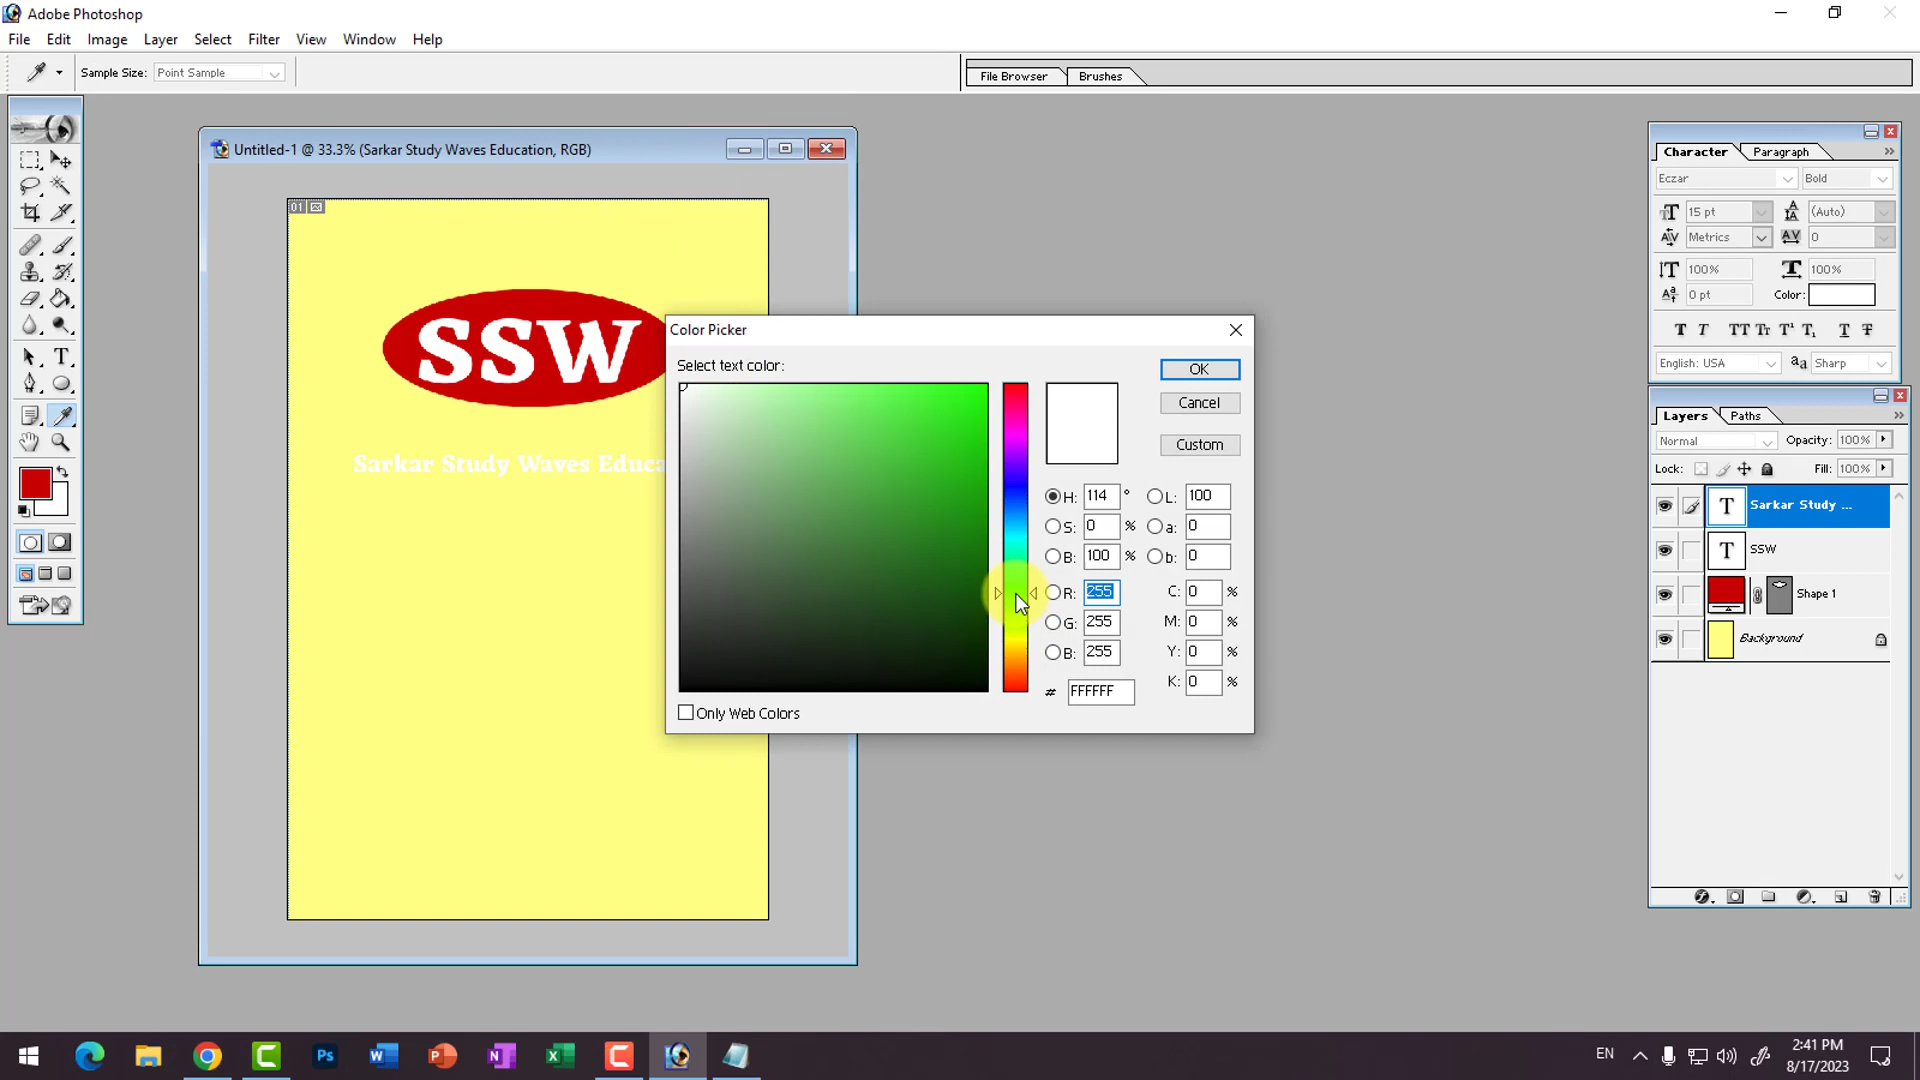 Adobe Photoshop
File Edit Image Layer Select Filter View Window Help
Sample Size: Point Sample
File Browser Brushes
Untitled-1 @ 33.3% (Sarkar Study Waves Education, RGB)
01
SSW
Sarkar Study Waves Educa
Color Picker
Select text color:
OK
Cancel
Custom
H: 114 ° L: 100
S: 0 % a: 0
B: 100 % b: 0
R: 255 C: 0 %
G: 255 M: 0 %
B: 255 Y: 0 %
# FFFFFF K: 0 %
Only Web Colors
Character Paragraph
Eczar Bold
15 pt (Auto)
Metrics 0
100% 100%
0 pt Color:
T T TT Tr T¹ T, T T
English: USA aa Sharp
Layers Paths
Normal Opacity: 100%
Lock: Fill: 100%
T Sarkar Study ...
T SSW
Shape 1
Background
EN 2:41 PM
8/17/2023